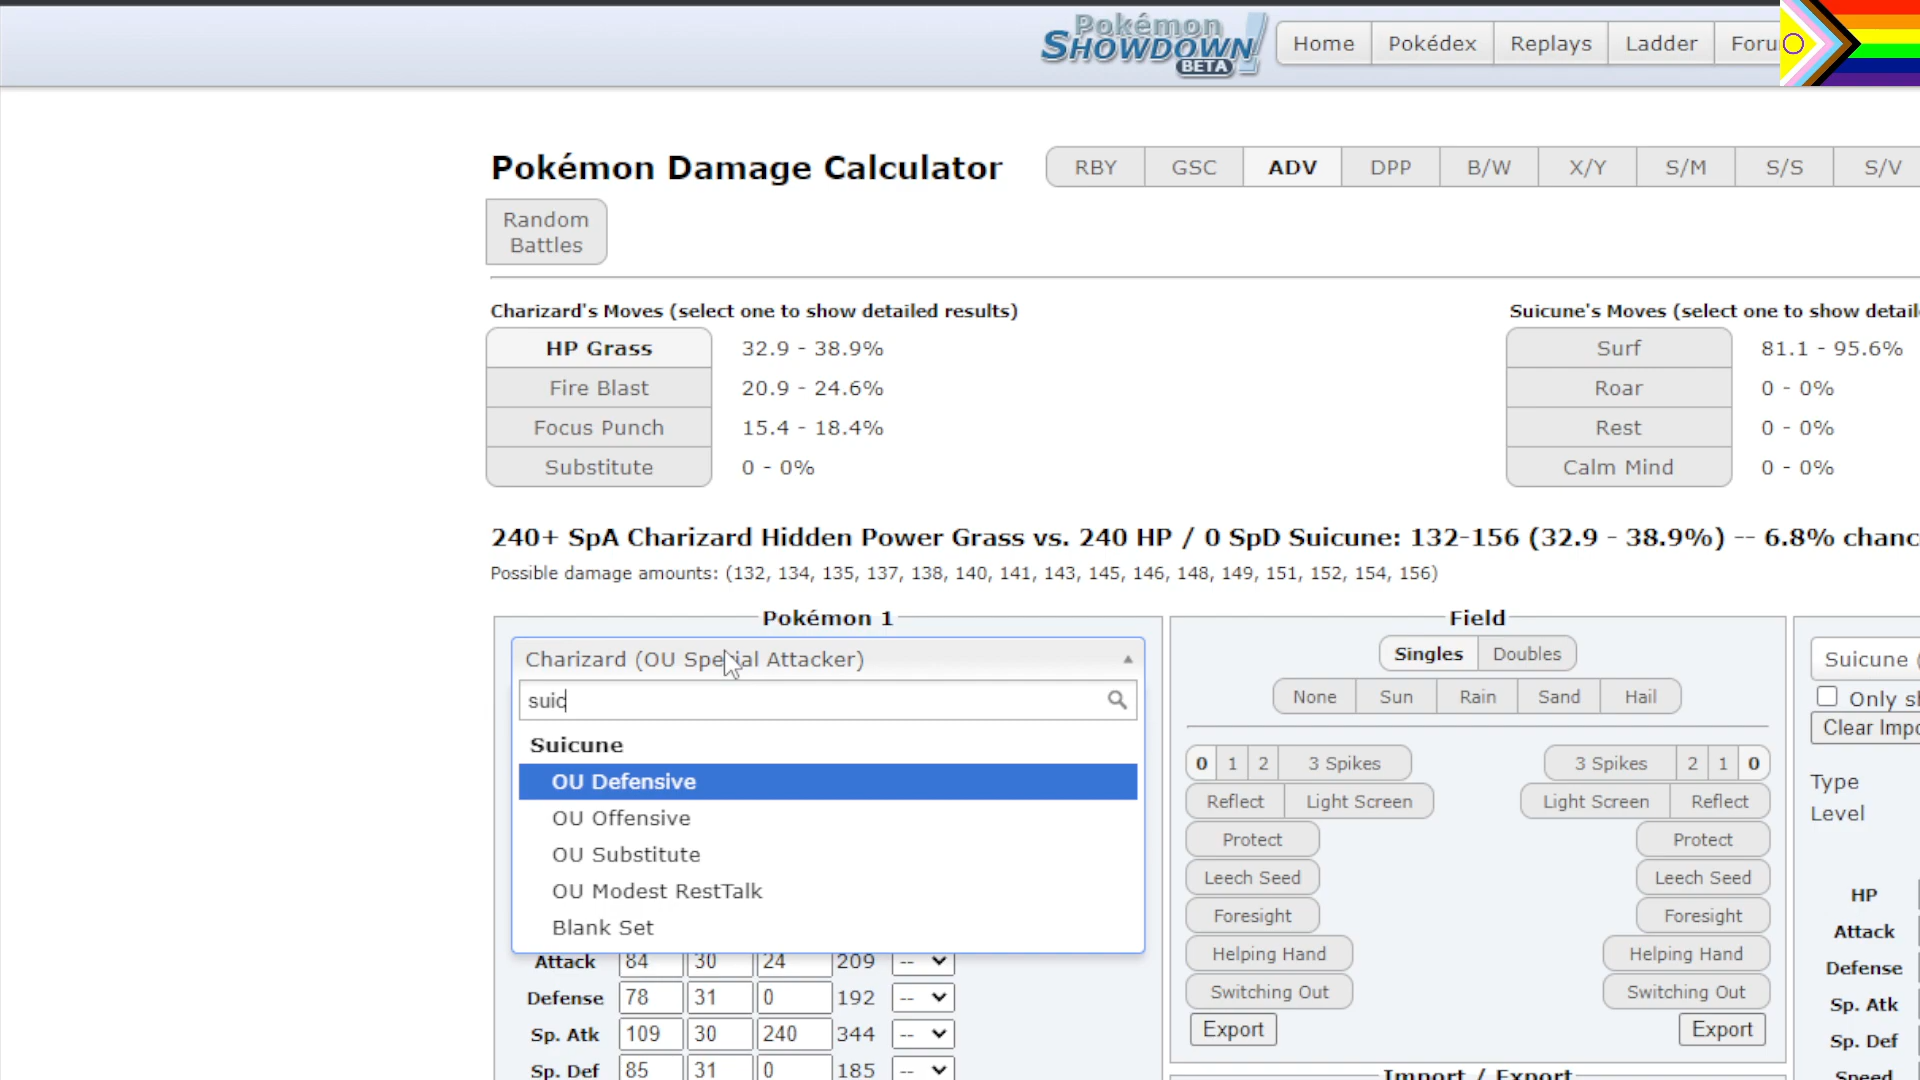 Pokémon
SHOWDOWN!
BETA
Home Pokédex Replays Ladder Foru
Pokémon Damage Calculator
RBY GSC ADV DPP B/W X/Y S/M S/S S/V
Random
Battles
Charizard's Moves (select one to show detailed results)
HP Grass 32.9 - 38.9%
Fire Blast 20.9 - 24.6%
Focus Punch 15.4 - 18.4%
Substitute 0 - 0%
Suicune's Moves (select one to show detail
Surf 81.1 - 95.6%
Roar 0 - 0%
Rest 0 - 0%
Calm Mind 0 - 0%
240+ SpA Charizard Hidden Power Grass vs. 240 HP / 0 SpD Suicune: 132-156 (32.9 - 38.9%) -- 6.8% chanc
Possible damage amounts: (132, 134, 135, 137, 138, 140, 141, 143, 145, 146, 148, 149, 151, 152, 154, 156)
Pokémon 1
Charizard (OU Special Attacker)
suic
Suicune
OU Defensive
OU Offensive
OU Substitute
OU Modest RestTalk
Blank Set
Attack 84 30 24 209 --
Defense 78 31 0 192 --
Sp. Atk 109 30 240 344 --
Sp. Def 85 31 0 185 --
Field
Singles Doubles
None Sun Rain Sand Hail
0 1 2 3 Spikes 3 Spikes 2 1 0
Reflect Light Screen Light Screen Reflect
Protect Protect
Leech Seed Leech Seed
Foresight Foresight
Helping Hand Helping Hand
Switching Out Switching Out
Export Export
Import / Export
Suicune (
Only sh
Clear Impo
Type
Level
HP
Attack
Defense
Sp. Atk
Sp. Def
Speed